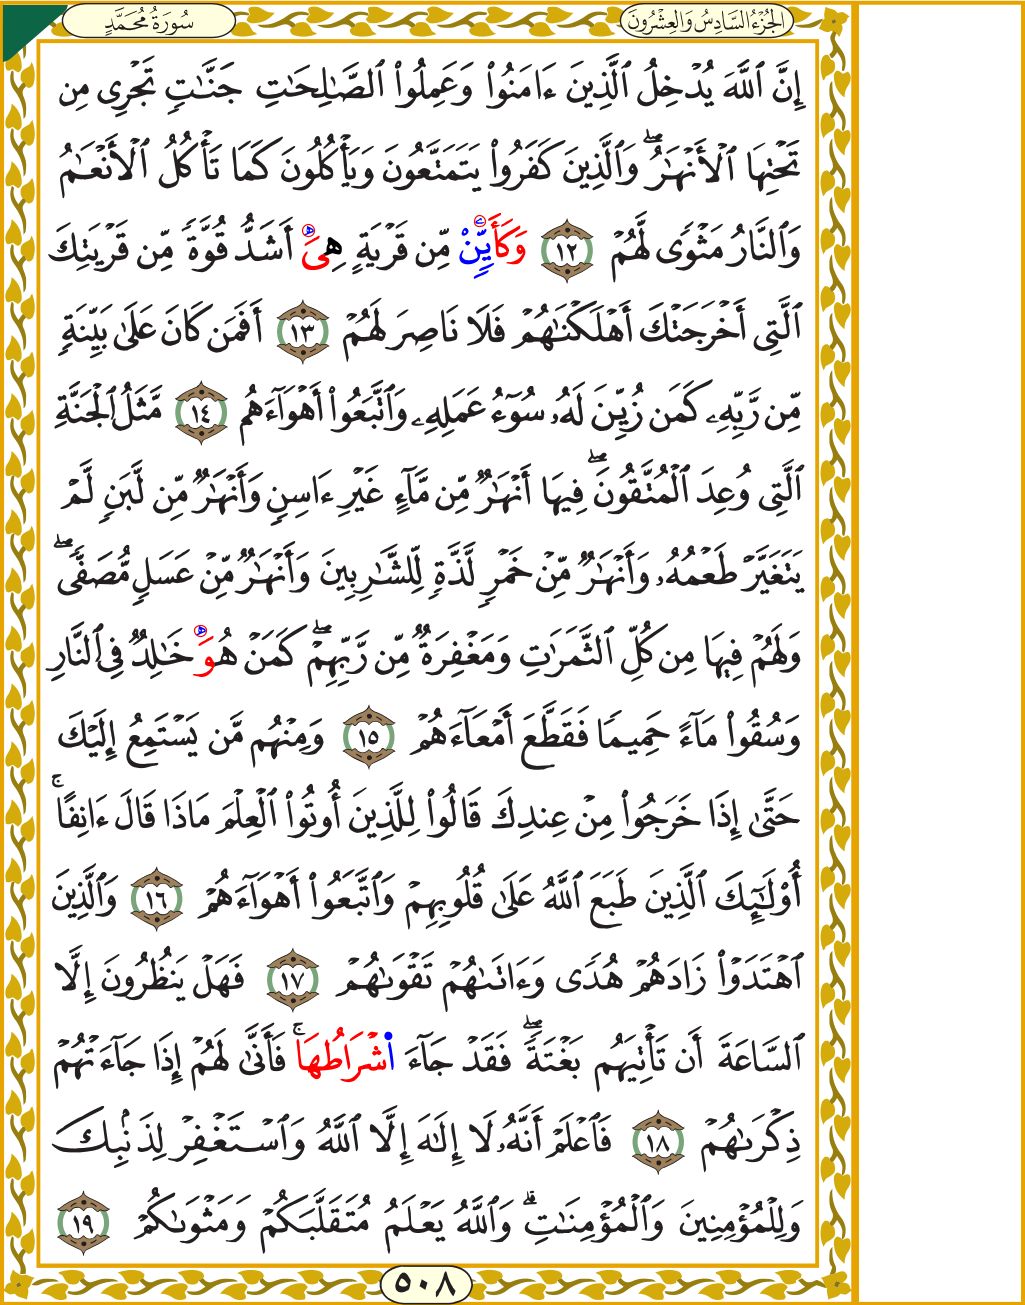 الجُزْءُ السَّادِسُ وَالعِشْرُونَ
سُورَةُ مُحَمَّدٍ
إِنَّ ٱللَّهَ يُدْخِلُ ٱلَّذِينَ ءَامَنُوا۟ وَعَمِلُوا۟ ٱلصَّـٰلِحَـٰتِ جَنَّـٰتٍ تَجْرِى مِن
تَحْتِهَا ٱلْأَنْهَـٰرُ ۖ وَٱلَّذِينَ كَفَرُوا۟ يَتَمَتَّعُونَ وَيَأْكُلُونَ كَمَا تَأْكُلُ ٱلْأَنْعَـٰمُ
وَٱلنَّارُ مَثْوًى لَّهُمْ ١٢ وَكَأَيِّنْ مِّن قَرْيَةٍ هِىَ أَشَدُّ قُوَّةً مِّن قَرْيَتِكَ
ٱلَّتِى أَخْرَجَتْكَ أَهْلَكْنَـٰهُمْ فَلَا نَاصِرَ لَهُمْ ١٣ أَفَمَن كَانَ عَلَىٰ بَيِّنَةٍ
مِّن رَّبِّهِۦ كَمَن زُيِّنَ لَهُۥ سُوٓءُ عَمَلِهِۦ وَٱتَّبَعُوٓا۟ أَهْوَآءَهُم ١٤ مَّثَلُ ٱلْجَنَّةِ
ٱلَّتِى وُعِدَ ٱلْمُتَّقُونَ ۖ فِيهَآ أَنْهَـٰرٌ مِّن مَّآءٍ غَيْرِ ءَاسِنٍ وَأَنْهَـٰرٌ مِّن لَّبَنٍ لَّمْ
يَتَغَيَّرْ طَعْمُهُۥ وَأَنْهَـٰرٌ مِّنْ خَمْرٍ لَّذَّةٍ لِّلشَّـٰرِبِينَ وَأَنْهَـٰرٌ مِّنْ عَسَلٍ مُّصَفًّى ۖ
وَلَهُمْ فِيهَا مِن كُلِّ ٱلثَّمَرَٰتِ وَمَغْفِرَةٌ مِّن رَّبِّهِمْ ۖ كَمَنْ هُوَ خَـٰلِدٌ فِى ٱلنَّارِ
وَسُقُوا۟ مَآءً حَمِيمًا فَقَطَّعَ أَمْعَآءَهُمْ ١٥ وَمِنْهُم مَّن يَسْتَمِعُ إِلَيْكَ
حَتَّىٰٓ إِذَا خَرَجُوا۟ مِنْ عِندِكَ قَالُوا۟ لِلَّذِينَ أُوتُوا۟ ٱلْعِلْمَ مَاذَا قَالَ ءَانِفًا ۚ
أُو۟لَـٰٓئِكَ ٱلَّذِينَ طَبَعَ ٱللَّهُ عَلَىٰ قُلُوبِهِمْ وَٱتَّبَعُوٓا۟ أَهْوَآءَهُمْ ١٦ وَٱلَّذِينَ
ٱهْتَدَوْا۟ زَادَهُمْ هُدًى وَءَاتَىٰهُمْ تَقْوَىٰهُمْ ١٧ فَهَلْ يَنظُرُونَ إِلَّا
ٱلسَّاعَةَ أَن تَأْتِيَهُم بَغْتَةً ۖ فَقَدْ جَآءَ اشْرَاطُهَا ۚ فَأَنَّىٰ لَهُمْ إِذَا جَآءَتْهُمْ
ذِكْرَىٰهُمْ ١٨ فَٱعْلَمْ أَنَّهُۥ لَآ إِلَـٰهَ إِلَّا ٱللَّهُ وَٱسْتَغْفِرْ لِذَنۢبِكَ
وَلِلْمُؤْمِنِينَ وَٱلْمُؤْمِنَـٰتِ ۗ وَٱللَّهُ يَعْلَمُ مُتَقَلَّبَكُمْ وَمَثْوَىٰكُمْ ١٩
٥٠٨